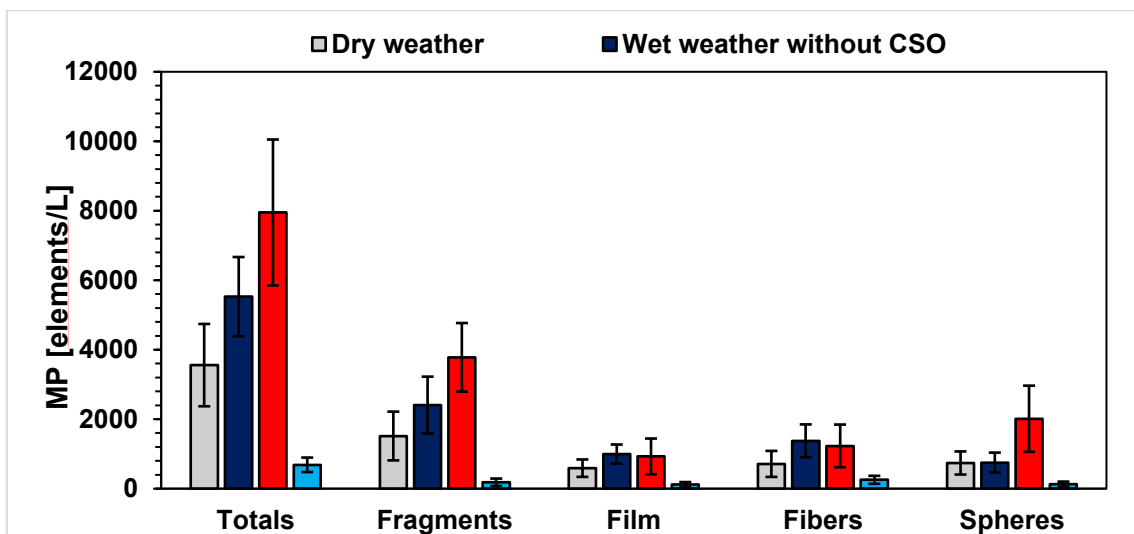 Dry weather
Wet weather without CSO
12000
10000
8000
6000
4000
2000
0
MP [elements/L]
Totals
Fragments
Film
Fibers
Spheres